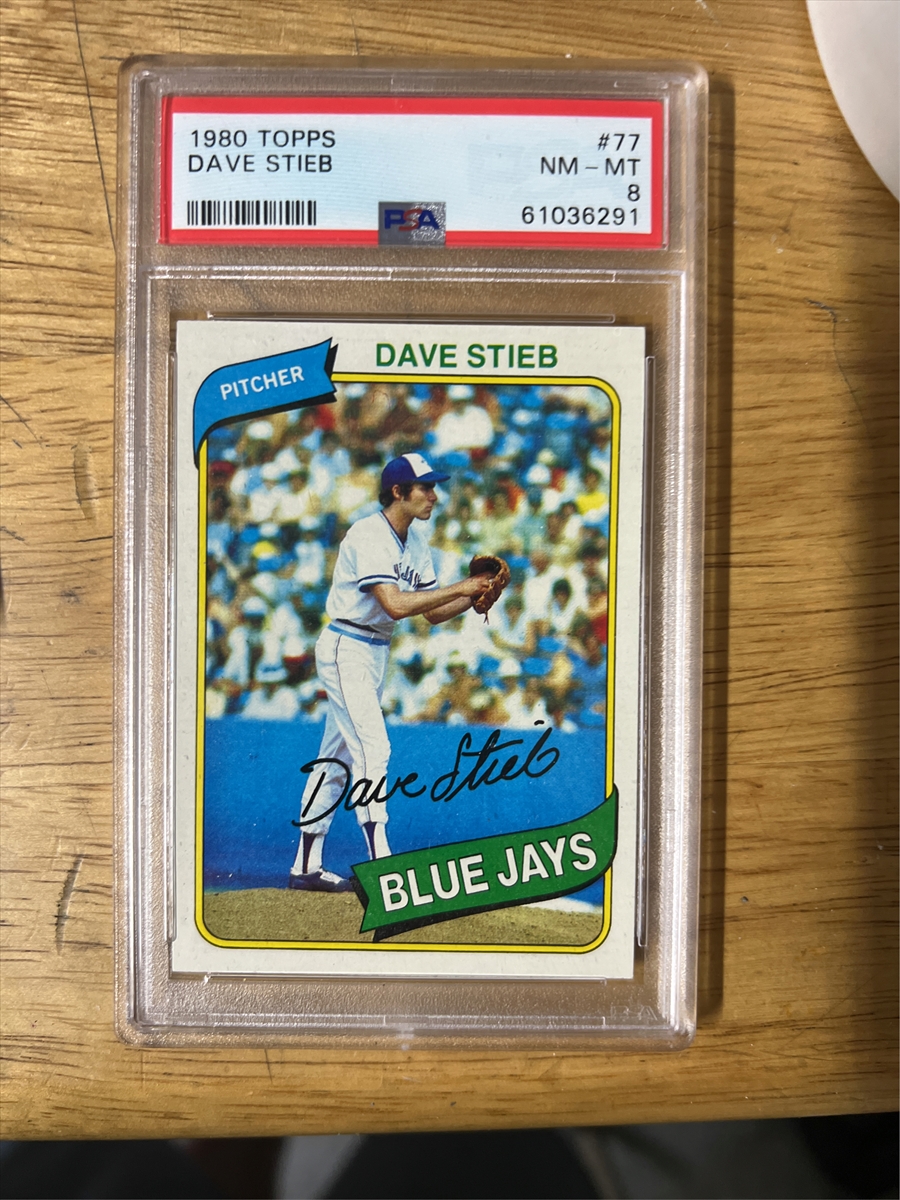 1980 TOPPS #77
DAVE STIEB NM - MT
8
PSA 61036291
PITCHER
DAVE STIEB
Dave Stieb
BLUE JAYS